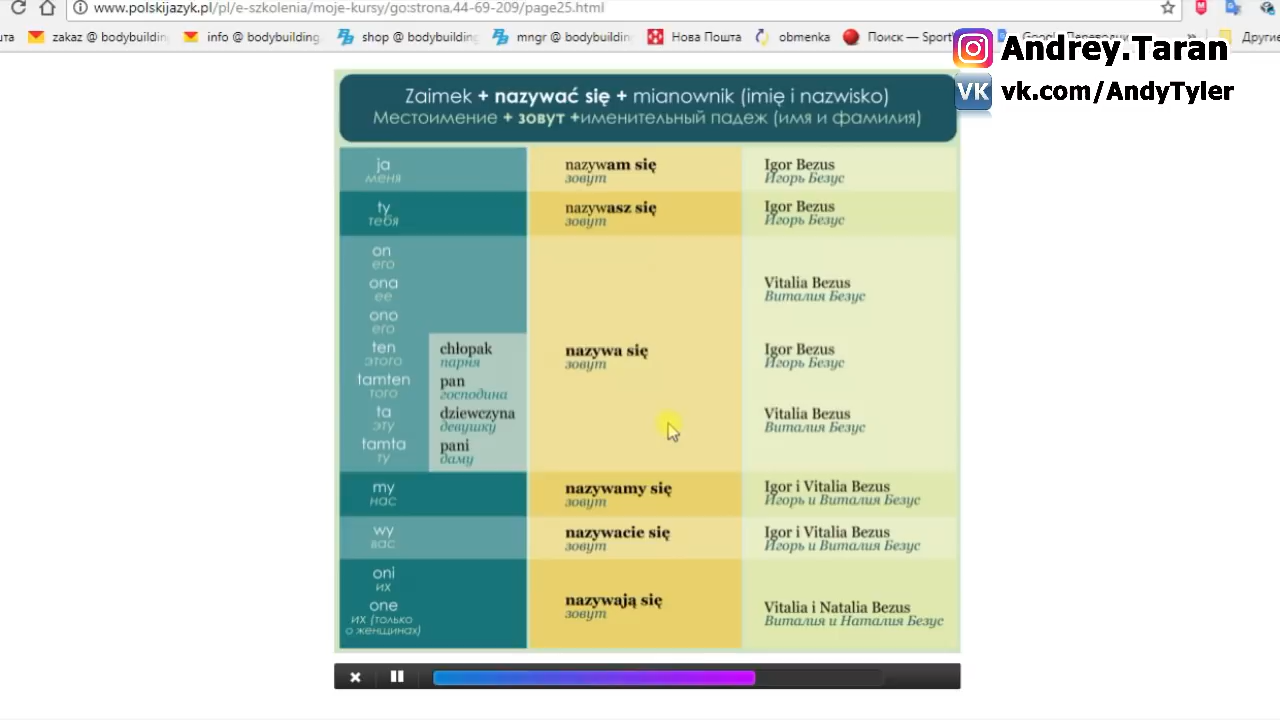 www.polskijazyk.pl/pl/e-szkolenia/moje-kursy/go:strona.44-69-209/page25.html
zakaz @ bodybuildin
info @ bodybuilding
shop @ bodybuilding
mngr @ bodybuildin
Нова Пошта
obmenka
Поиск — Sport
Другие
Andrey.Taran
VK
vk.com/AndyTyler
Zaimek + nazywać się + mianownik (imię i nazwisko)
Местоимение + зовут +именительный падеж (имя и фамилия)
ja nazywam się Igor Bezus
меня зовут Игорь Безус
ty nazywasz się Igor Bezus
тебя зовут Игорь Безус
on
его
ona Vitalia Bezus
ее Виталия Безус
ono
его
ten chłopak nazywa się Igor Bezus
этого парня зовут Игорь Безус
tamten pan
того господина
ta dziewczyna Vitalia Bezus
эту девушку Виталия Безус
tamta pani
ту даму
my nazywamy się Igor i Vitalia Bezus
нас зовут Игорь и Виталия Безус
wy nazywacie się Igor i Vitalia Bezus
вас зовут Игорь и Виталия Безус
oni
их
one nazywają się Vitalia i Natalia Bezus
их (только зовут Виталия и Наталия Безус
о женщинах)